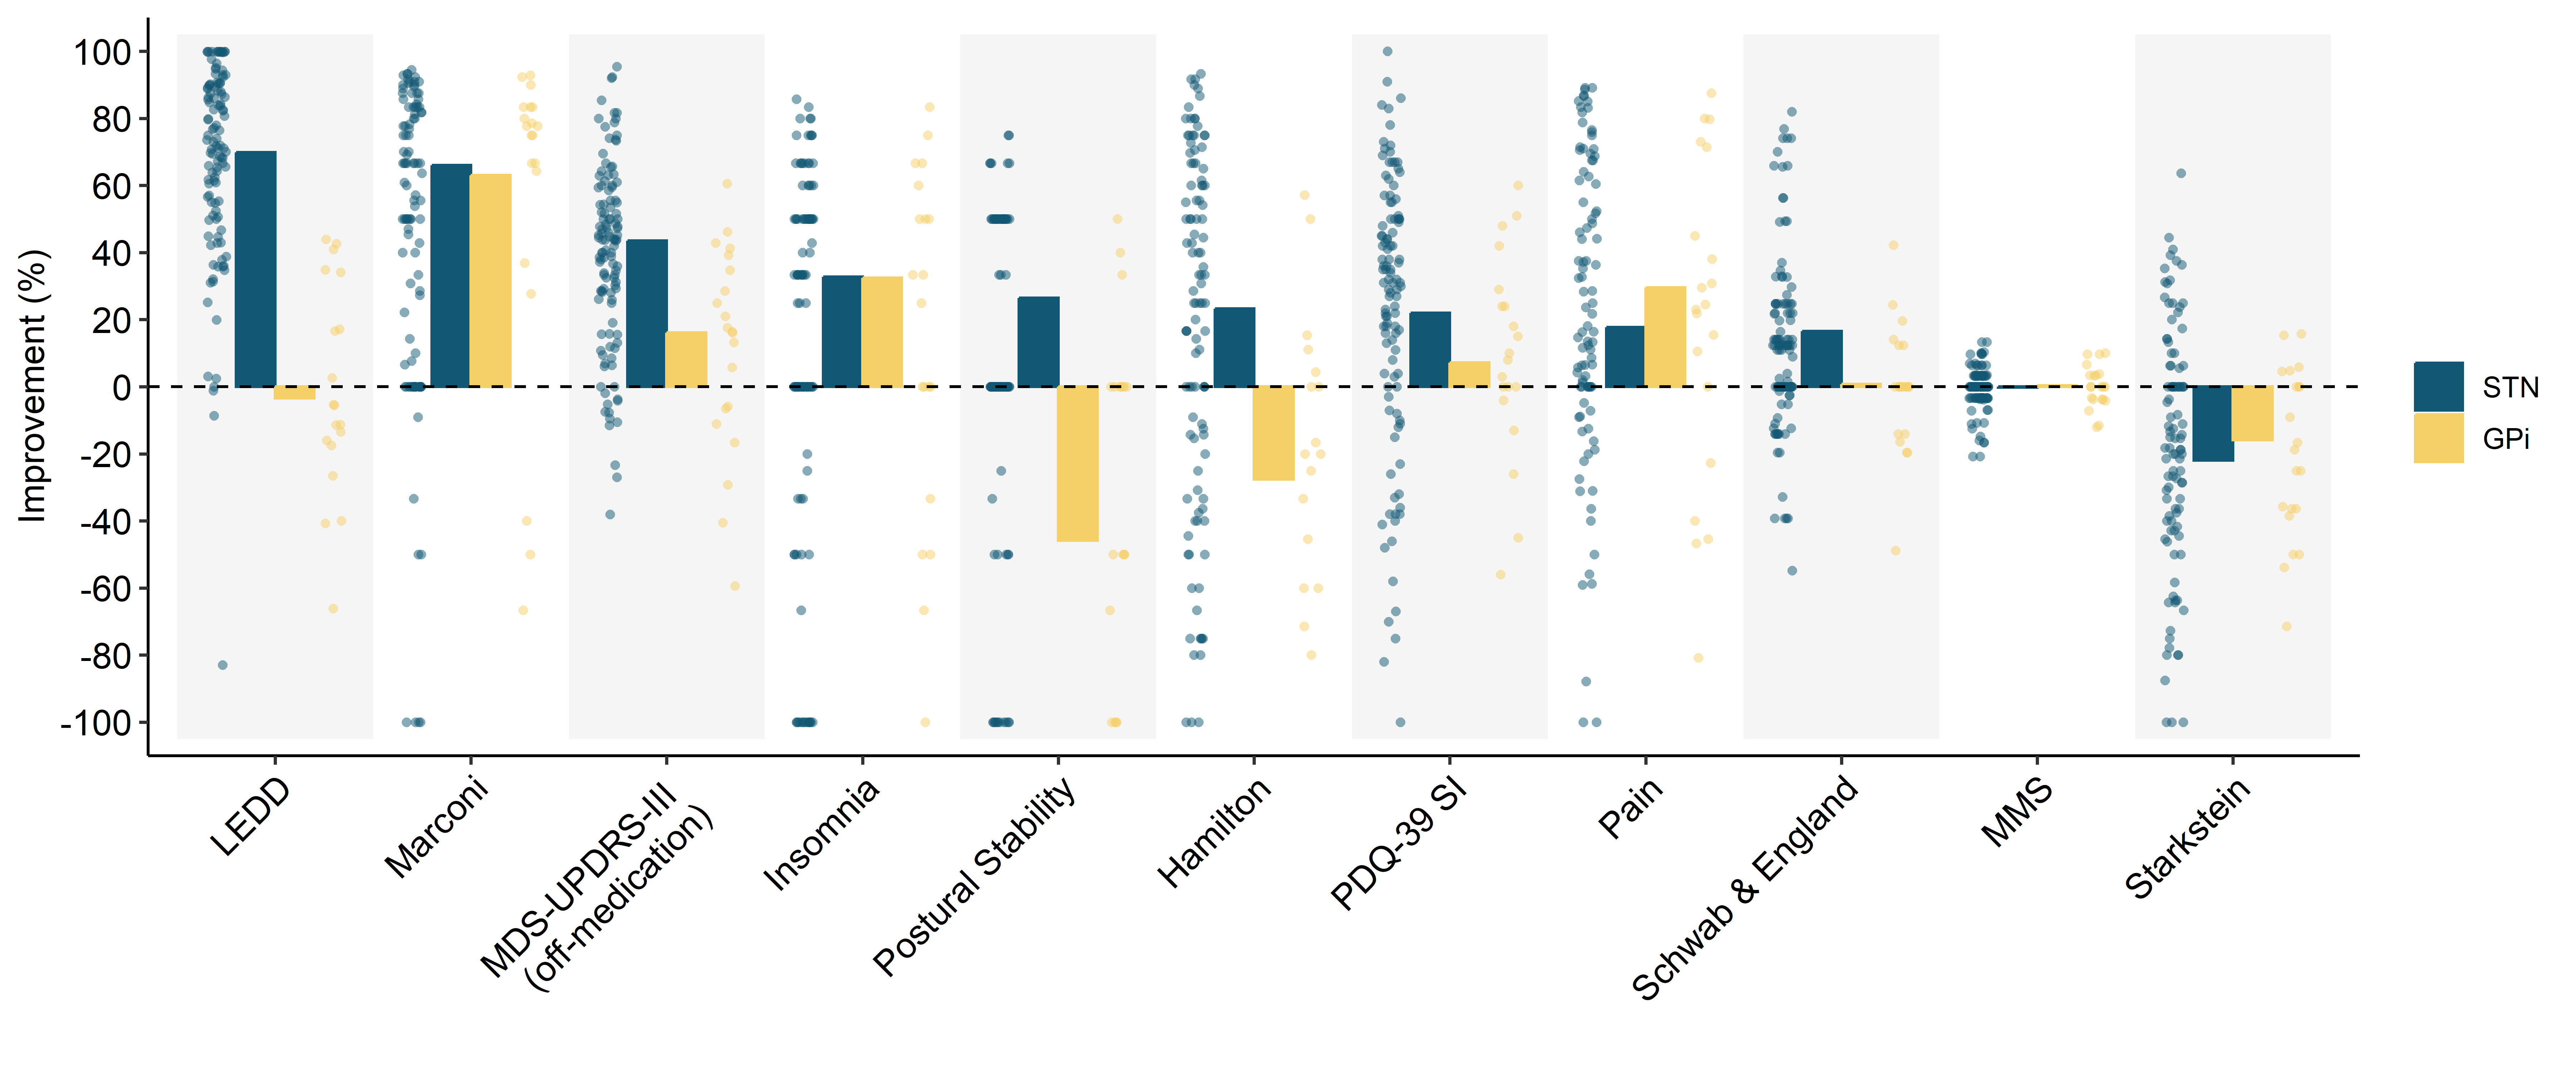 Improvement (%)
100
80
60
40
20
0
-20
-40
-60
-80
-100
LEDD
Marconi
MDS-UPDRS-III
(off-medication)
Insomnia
Postural Stability
Hamilton
PDQ-39 SI
Pain
Schwab & England
MMS
Starkstein
STN
GPi